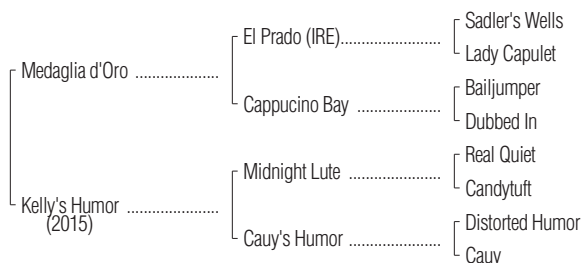 Sadler's Wells
El Prado (IRE)........................
Lady Capulet
Medaglia d'Oro ....................
Bailjumper
Cappucino Bay ....................
Dubbed In
Real Quiet
Midnight Lute ....................
Candytuft
Kelly's Humor ......................
(2015)
Distorted Humor
Cauy's Humor ....................
Cauy